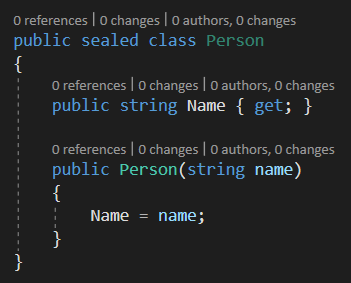 0 references | 0 changes | 0 authors, 0 changes
public sealed class Person
{
0 references | 0 changes | 0 authors, 0 changes
public string Name { get; }
0 references | 0 changes | 0 authors, 0 changes
public Person(string name)
{
Name = name;
}
}